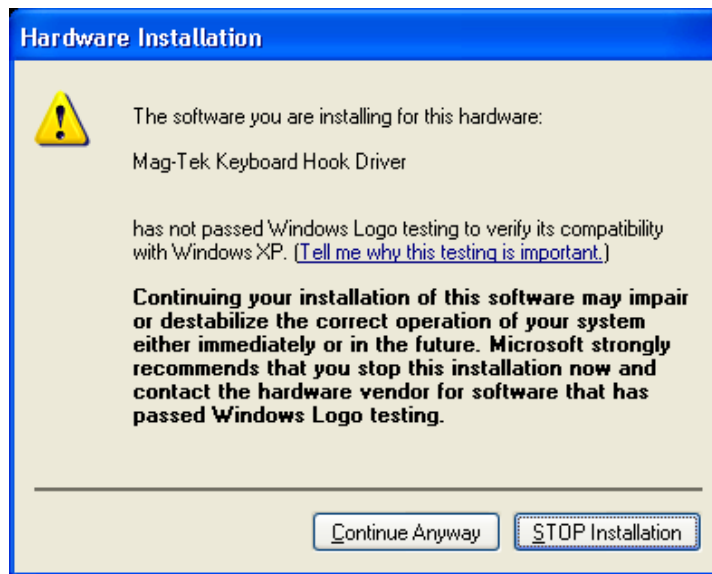 Hardware Installation
The software you are installing for this hardware:
Mag-Tek Keyboard Hook Driver
has not passed Windows Logo testing to verify its compatibility
with Windows XP. (Tell me why this testing is important.)
Continuing your installation of this software may impair
or destabilize the correct operation of your system
either immediately or in the future. Microsoft strongly
recommends that you stop this installation now and
contact the hardware vendor for software that has
passed Windows Logo testing.
Continue Anyway
STOP Installation